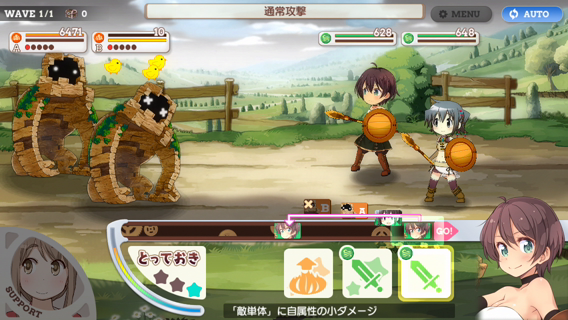 WAVE 1/1
0
通常攻撃
MENU
AUTO
6471
A
10
B
628
648
B
GO!
とっておき
SUPPORT
「敵単体」に自属性の小ダメージ